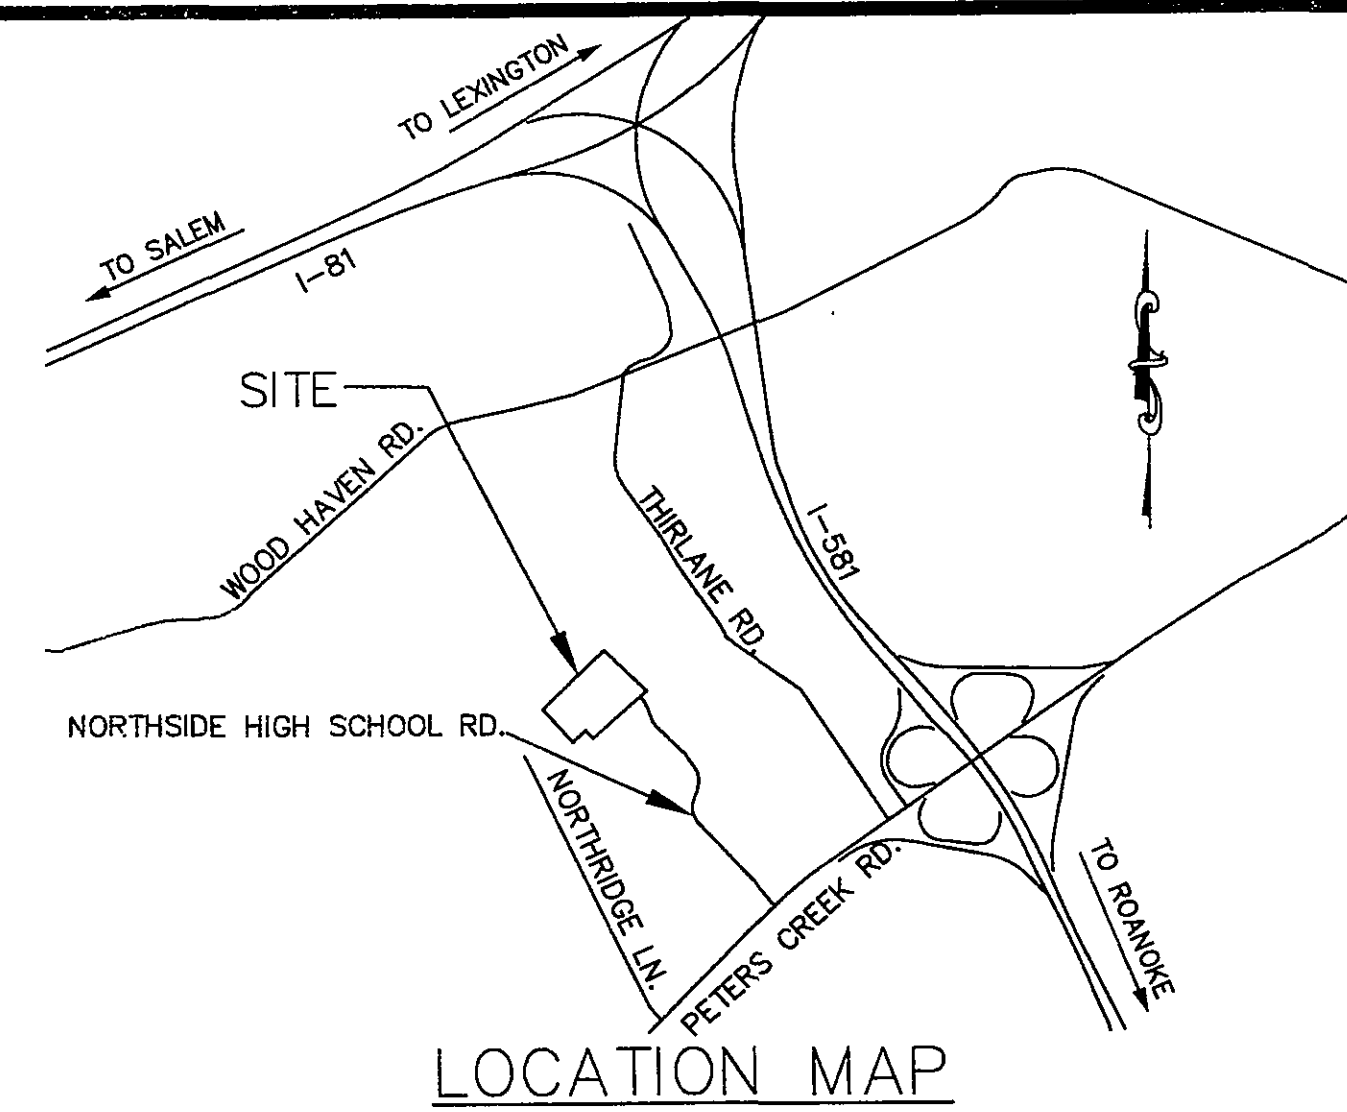 TO LEXINGTON
TO SALEM
I-81
SITE
WOOD HAVEN RD.
THIRLANE RD.
I-581
NORTHSIDE HIGH SCHOOL RD.
NORTHRIDGE LN.
PETERS CREEK RD.
TO ROANOKE
LOCATION MAP